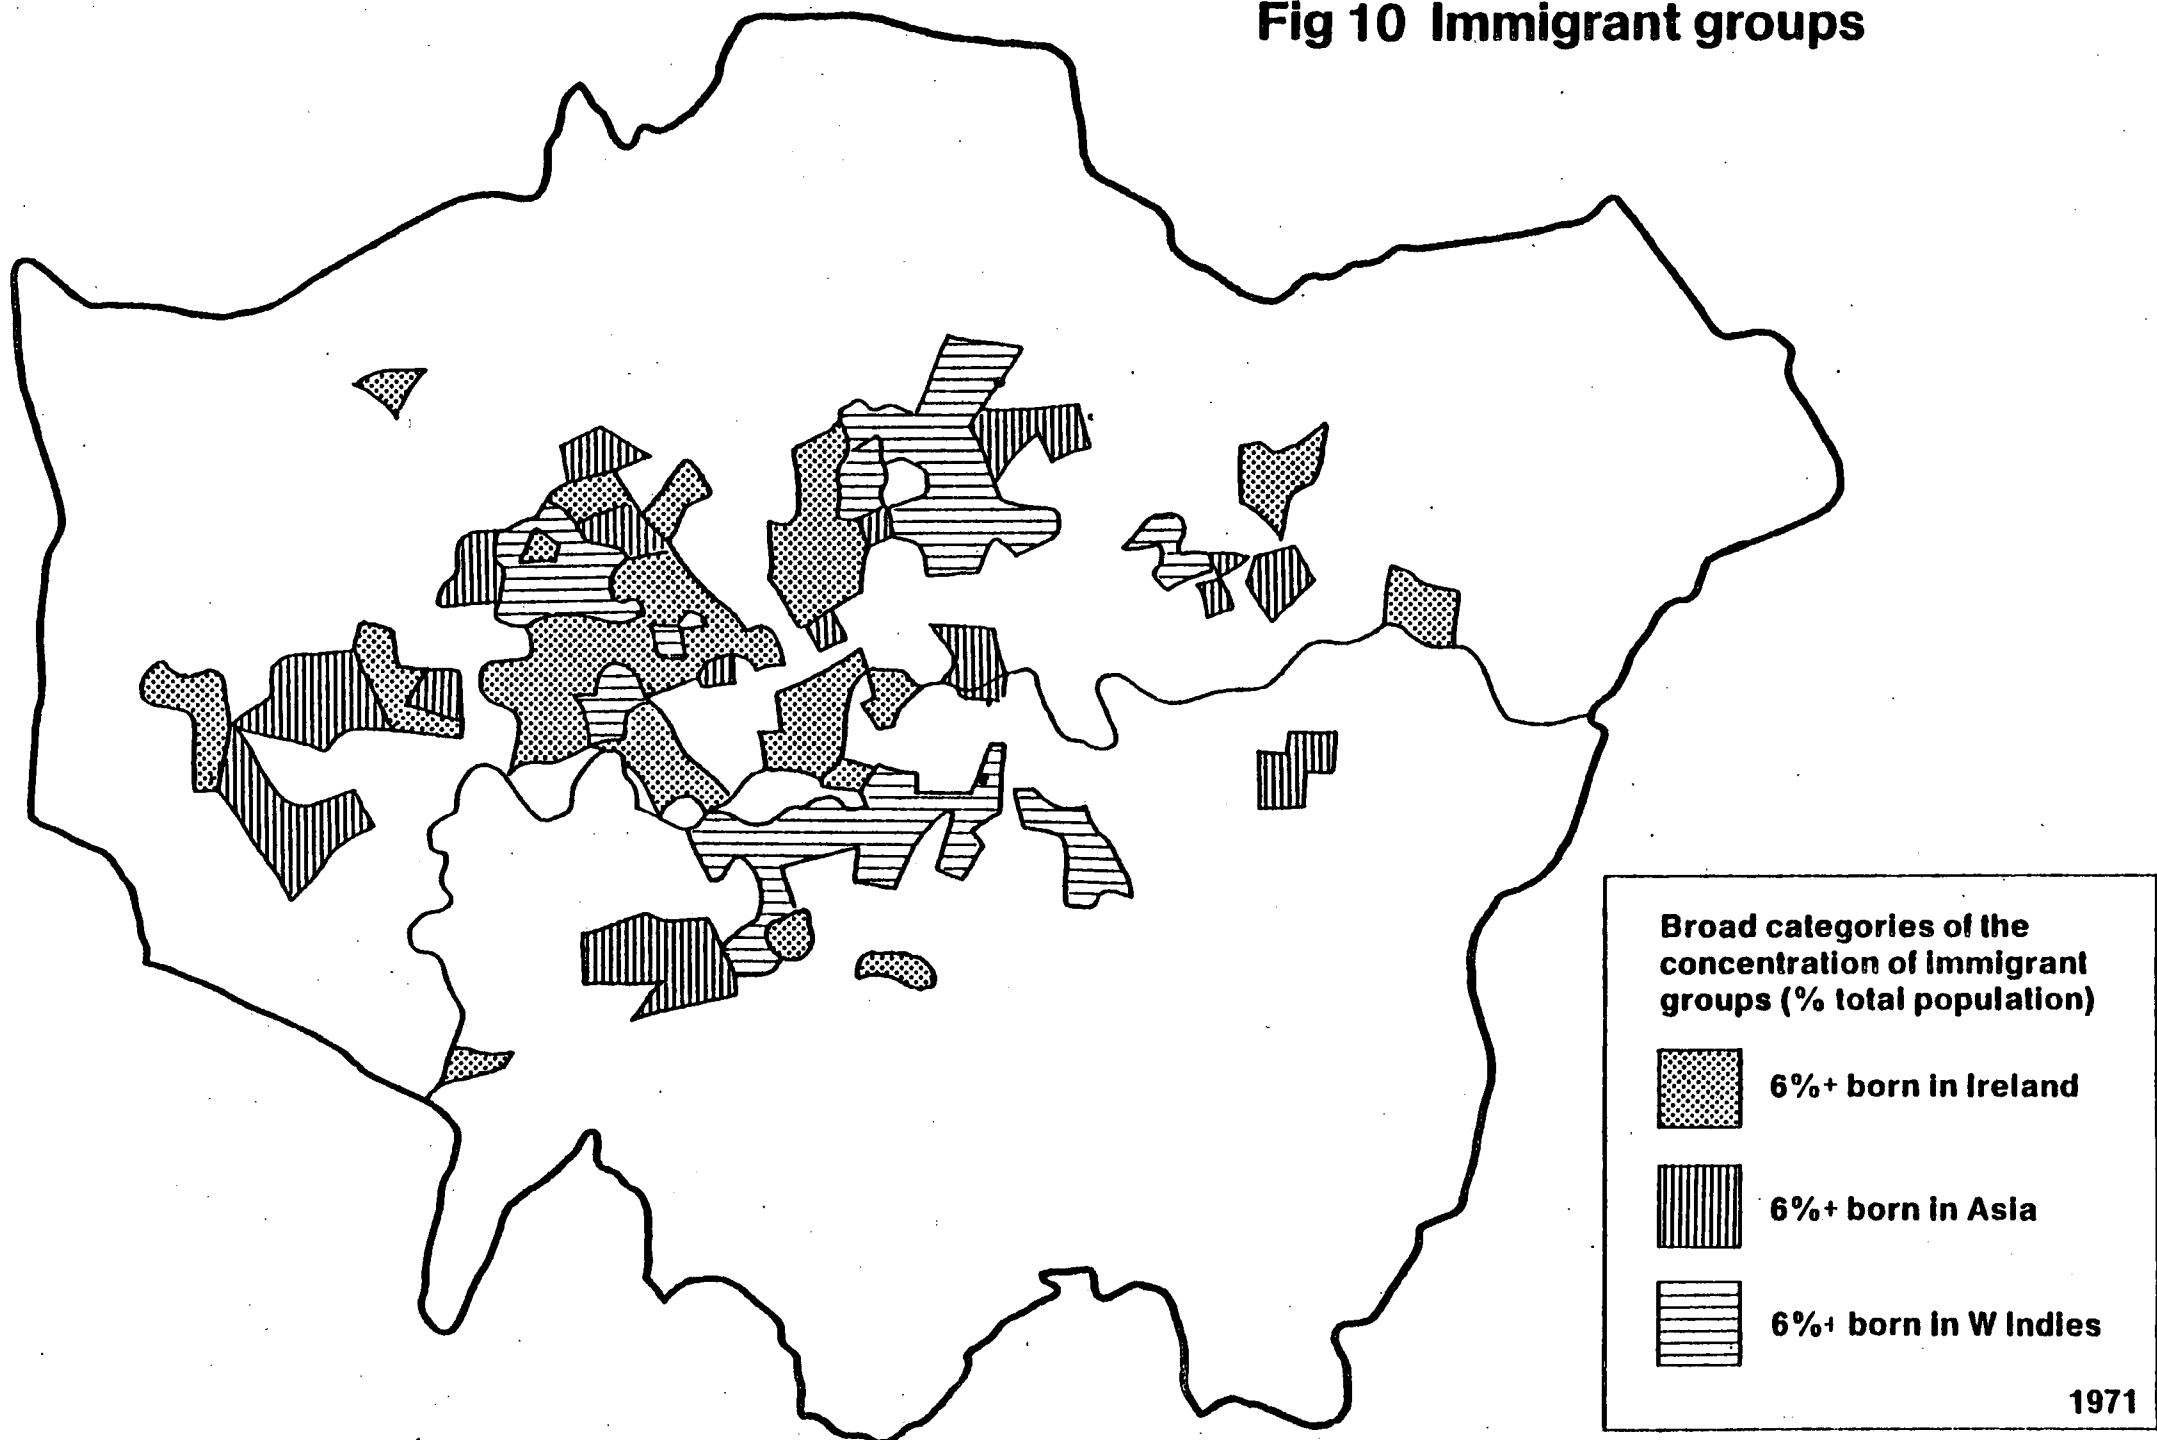 Fig 10 Immigrant groups
Broad categories of the
concentration of immigrant
groups (% total population)
6%+ born in Ireland
6%+ born in Asia
6%+ born in W Indies
1971